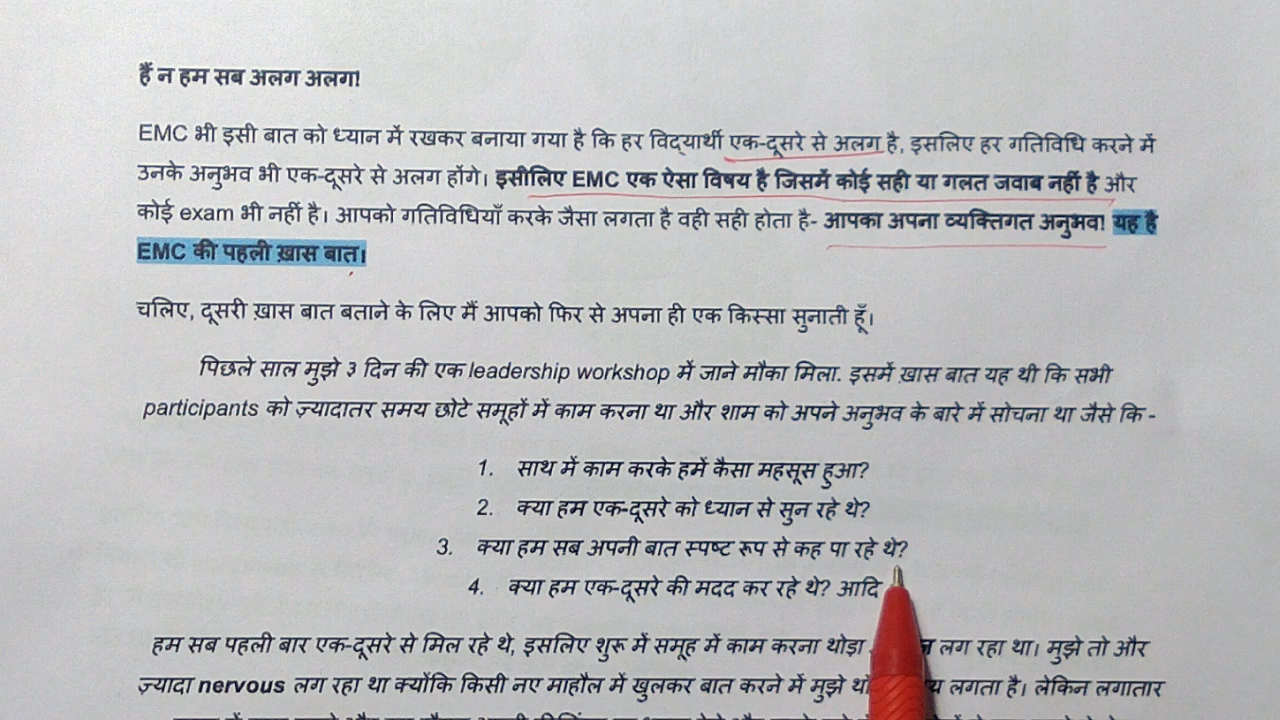 हैं न हम सब अलग अलग!
EMC भी इसी बात को ध्यान में रखकर बनाया गया है कि हर विद्यार्थी एक-दूसरे से अलग है, इसलिए हर गतिविधि करने में
उनके अनुभव भी एक-दूसरे से अलग होंगे। इसीलिए EMC एक ऐसा विषय है जिसमें कोई सही या गलत जवाब नहीं है और
कोई exam भी नहीं है। आपको गतिविधियाँ करके जैसा लगता है वही सही होता है- आपका अपना व्यक्तिगत अनुभव! यह है
EMC की पहली ख़ास बात।
चलिए, दूसरी ख़ास बात बताने के लिए मैं आपको फिर से अपना ही एक किस्सा सुनाती हूँ।
पिछले साल मुझे 3 दिन की एक leadership workshop में जाने मौका मिला. इसमें ख़ास बात यह थी कि सभी
participants को ज़्यादातर समय छोटे समूहों में काम करना था और शाम को अपने अनुभव के बारे में सोचना था जैसे कि -
1. साथ में काम करके हमें कैसा महसूस हुआ?
2. क्या हम एक-दूसरे को ध्यान से सुन रहे थे?
3. क्या हम सब अपनी बात स्पष्ट रूप से कह पा रहे थे?
4. क्या हम एक-दूसरे की मदद कर रहे थे? आदि
हम सब पहली बार एक-दूसरे से मिल रहे थे, इसलिए शुरू में समूह में काम करना थोड़ा लग रहा था। मुझे तो और
ज़्यादा nervous लग रहा था क्योंकि किसी नए माहौल में खुलकर बात करने में मुझे लगता है। लेकिन लगातार